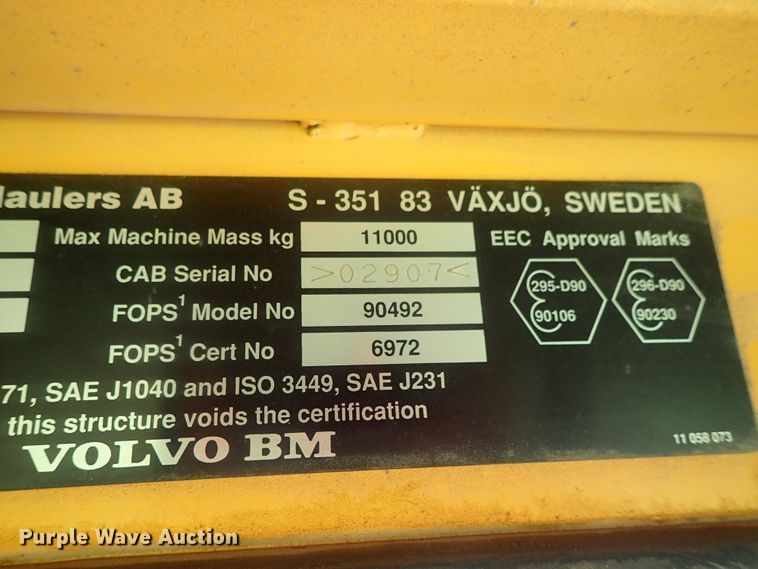 Haulers AB S - 351 83 VÄXJÖ, SWEDEN
Max Machine Mass kg 11000 EEC Approval Marks
CAB Serial No >02907<
295-D90 296-D90
FOPS¹ Model No 90492
90106 90230
FOPS¹ Cert No 6972
71, SAE J1040 and ISO 3449, SAE J231
this structure voids the certification
VOLVO BM
11 058 073
Purple Wave Auction